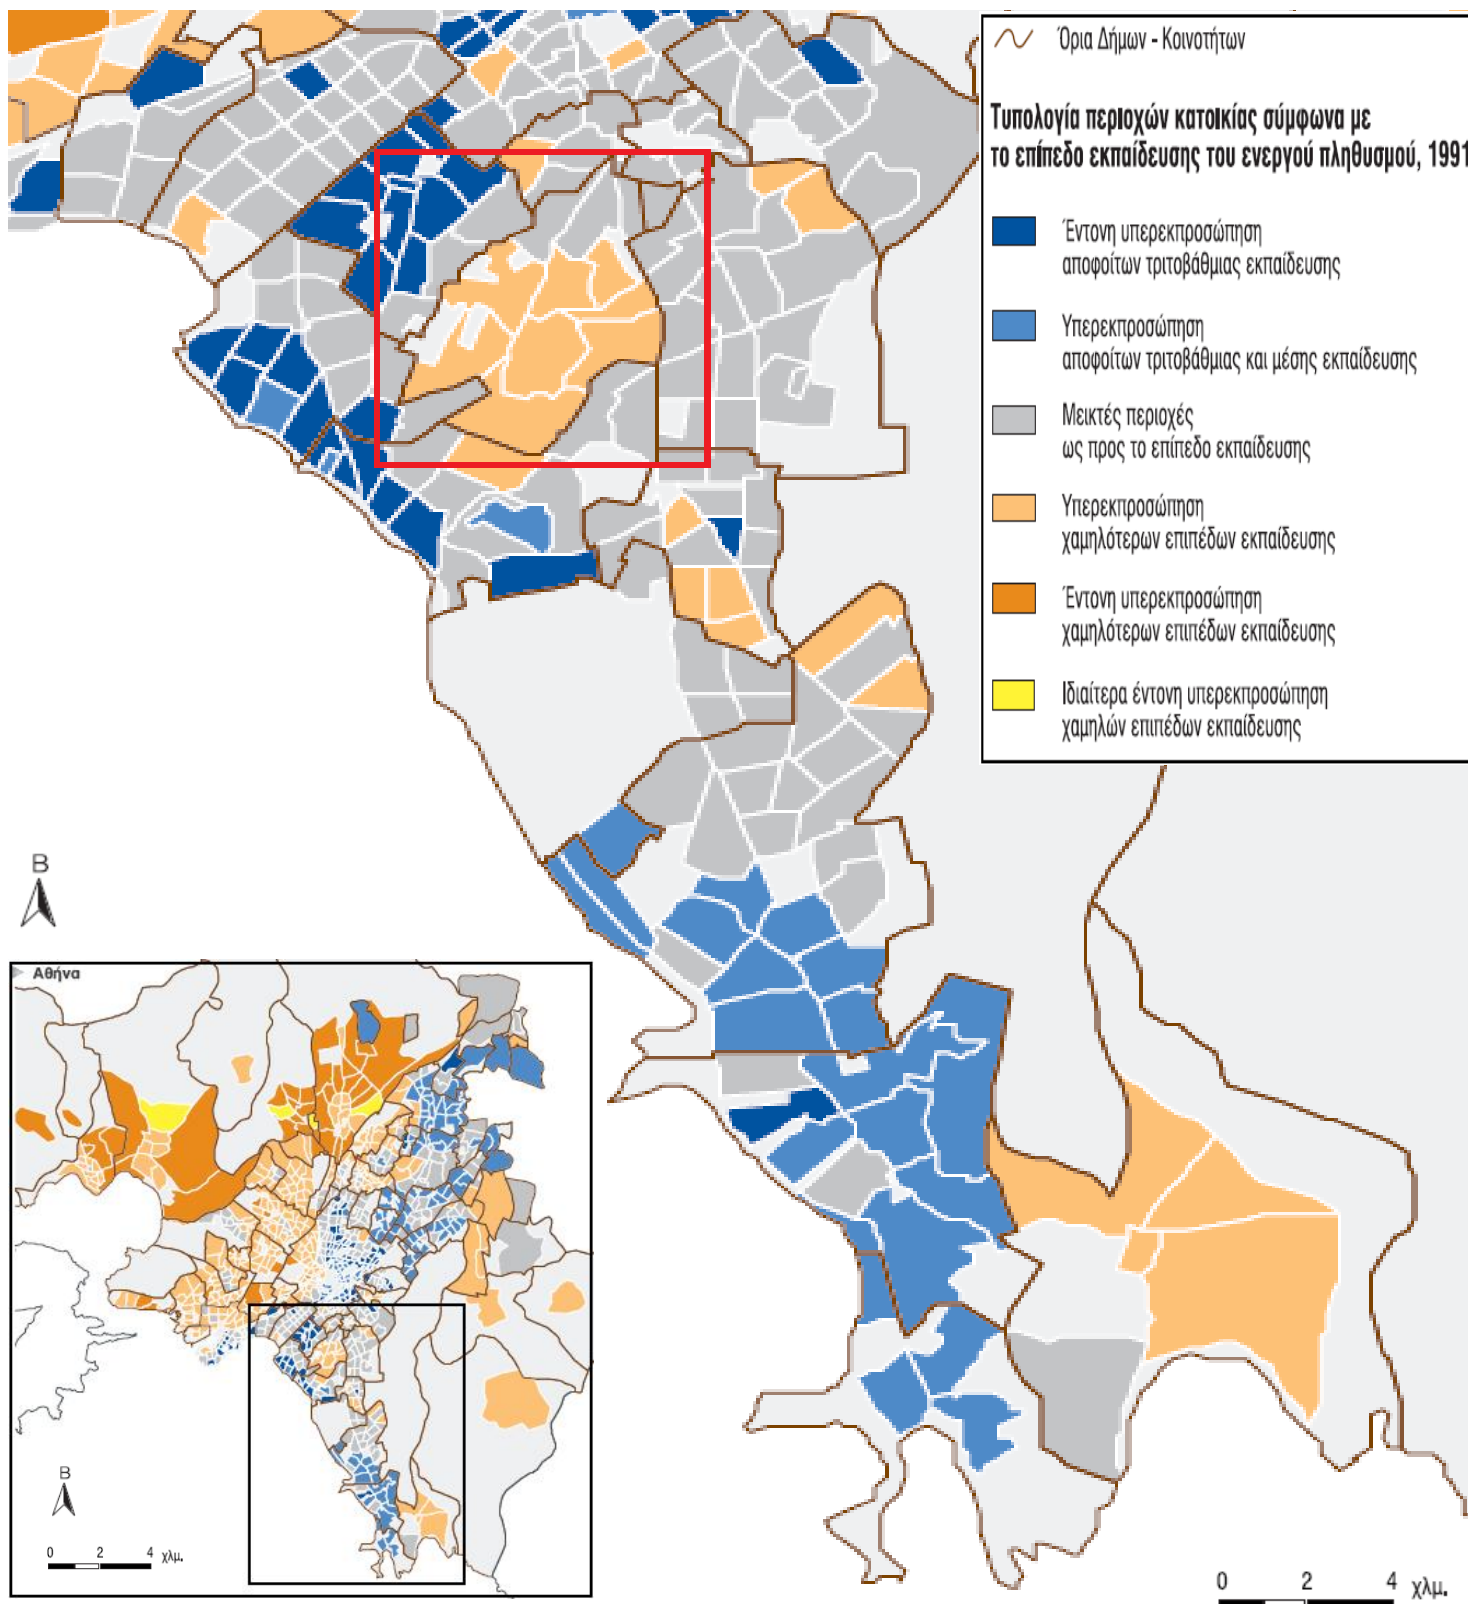 Όρια Δήμων - Κοινοτήτων
Τυπολογία περιοχών κατοικίας σύμφωνα με
το επίπεδο εκπαίδευσης του ενεργού πληθυσμού, 1991
Έντονη υπερεκπροσώπηση
αποφοίτων τριτοβάθμιας εκπαίδευσης
Υπερεκπροσώπηση
αποφοίτων τριτοβάθμιας και μέσης εκπαίδευσης
Μεικτές περιοχές
ως προς το επίπεδο εκπαίδευσης
Υπερεκπροσώπηση
χαμηλότερων επιπέδων εκπαίδευσης
Έντονη υπερεκπροσώπηση
χαμηλότερων επιπέδων εκπαίδευσης
Ιδιαίτερα έντονη υπερεκπροσώπηση
χαμηλών επιπέδων εκπαίδευσης
Β
Αθήνα
Β
0 2 4 χλμ.
0 2 4 χλμ.